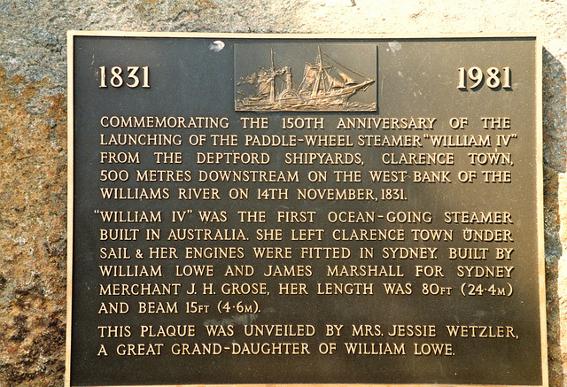 1831 1981
COMMEMORATING THE 150TH ANNIVERSARY OF THE
LAUNCHING OF THE PADDLE-WHEEL STEAMER "WILLIAM IV"
FROM THE DEPTFORD SHIPYARDS, CLARENCE TOWN,
500 METRES DOWNSTREAM ON THE WEST BANK OF THE
WILLIAMS RIVER ON 14TH NOVEMBER, 1831.
"WILLIAM IV" WAS THE FIRST OCEAN-GOING STEAMER
BUILT IN AUSTRALIA. SHE LEFT CLARENCE TOWN UNDER
SAIL & HER ENGINES WERE FITTED IN SYDNEY. BUILT BY
WILLIAM LOWE AND JAMES MARSHALL FOR SYDNEY
MERCHANT J. H. GROSE, HER LENGTH WAS 80FT (24·4M)
AND BEAM 15FT (4·6M).
THIS PLAQUE WAS UNVEILED BY MRS. JESSIE WETZLER,
A GREAT GRAND-DAUGHTER OF WILLIAM LOWE.